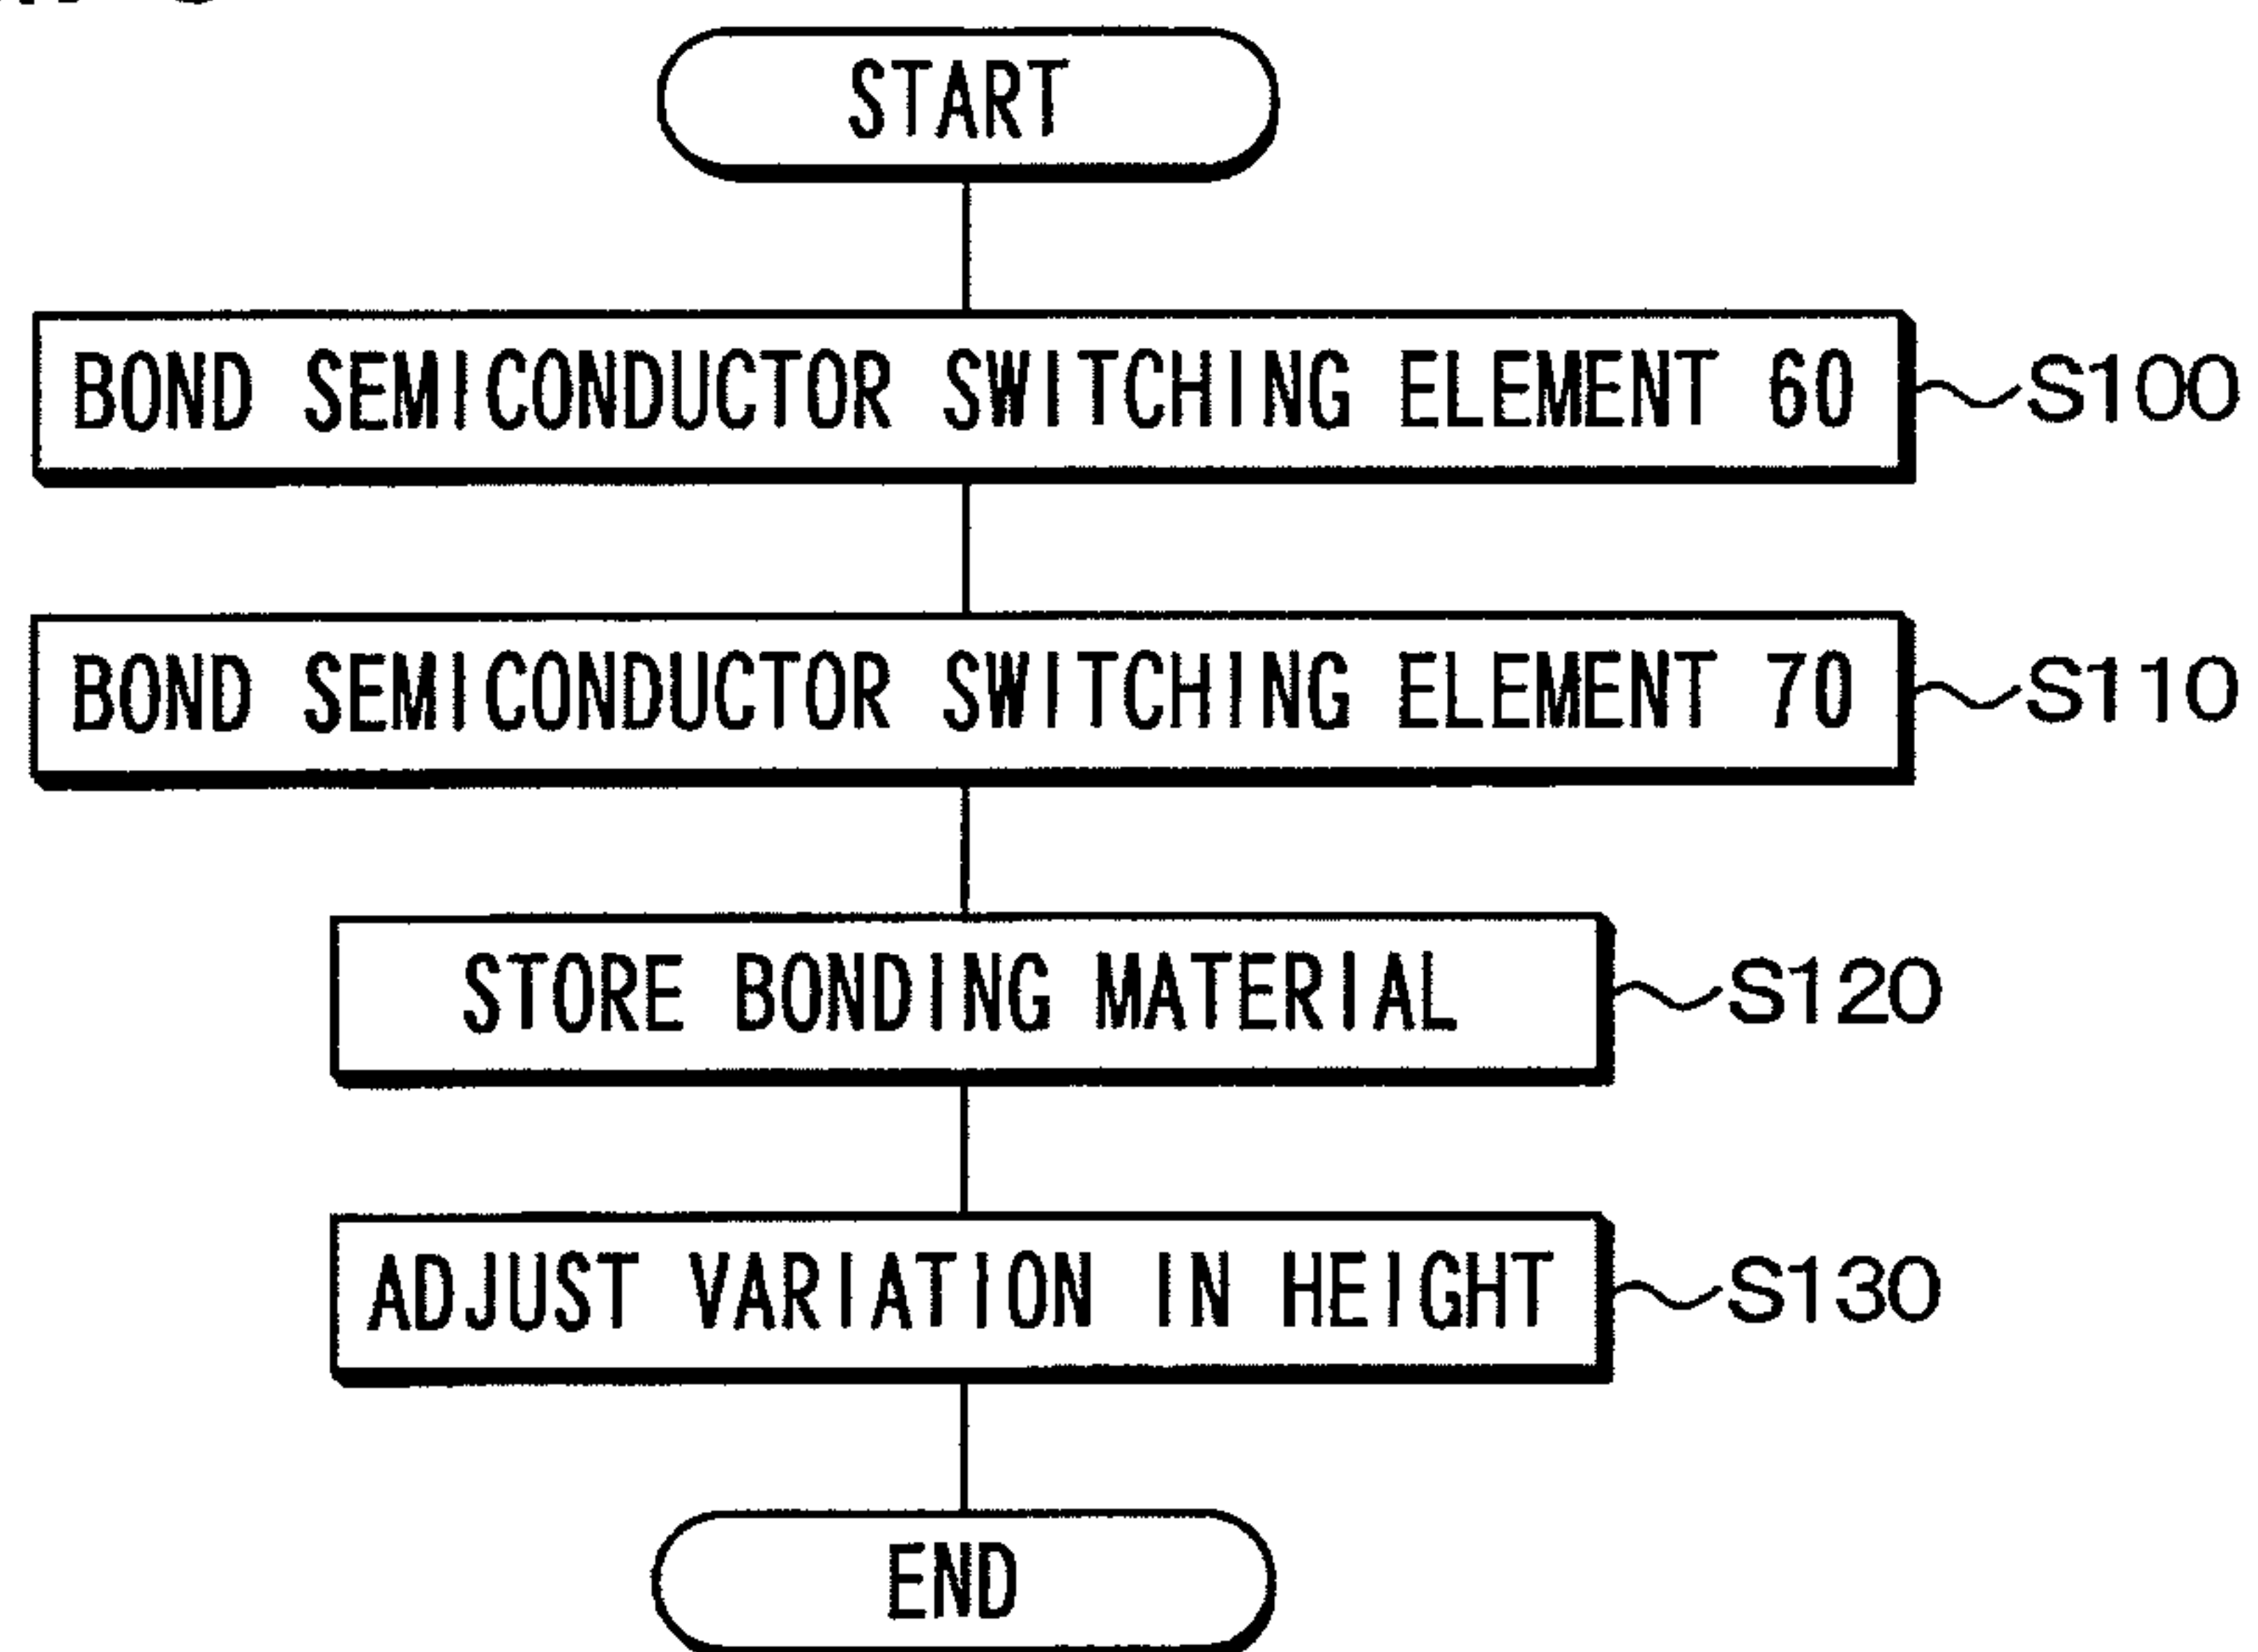 START
BOND SEMICONDUCTOR SWITCHING ELEMENT 60 S100
BOND SEMICONDUCTOR SWITCHING ELEMENT 70 S110
STORE BONDING MATERIAL S120
ADJUST VARIATION IN HEIGHT S130
END